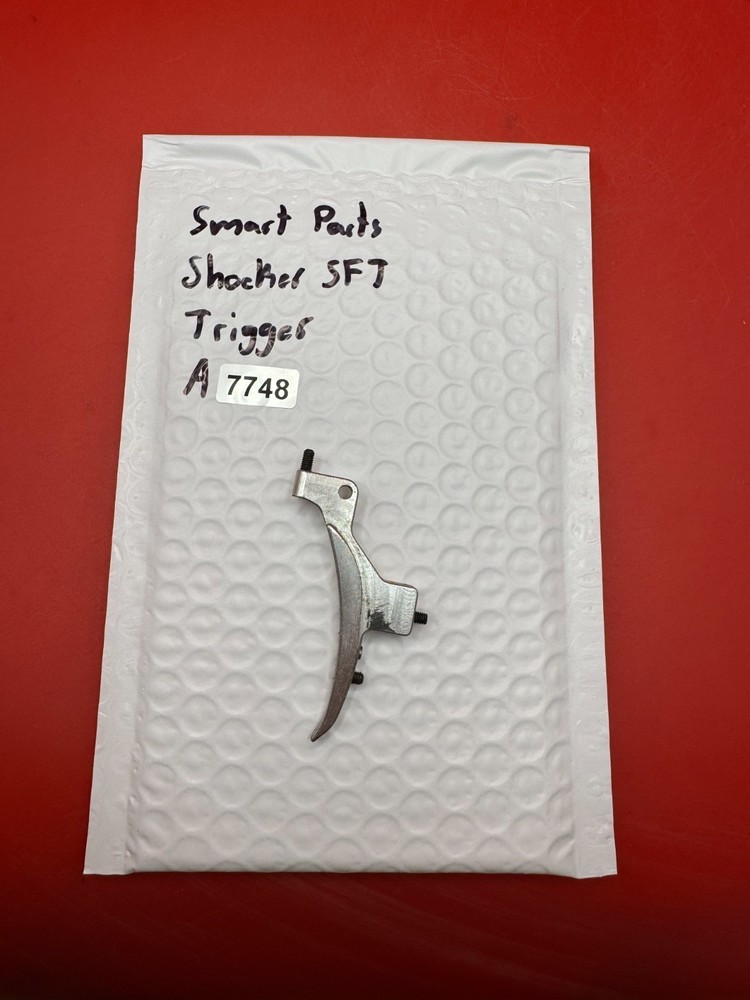 Smart Parts
Shocker SFT
Trigger
A 7748